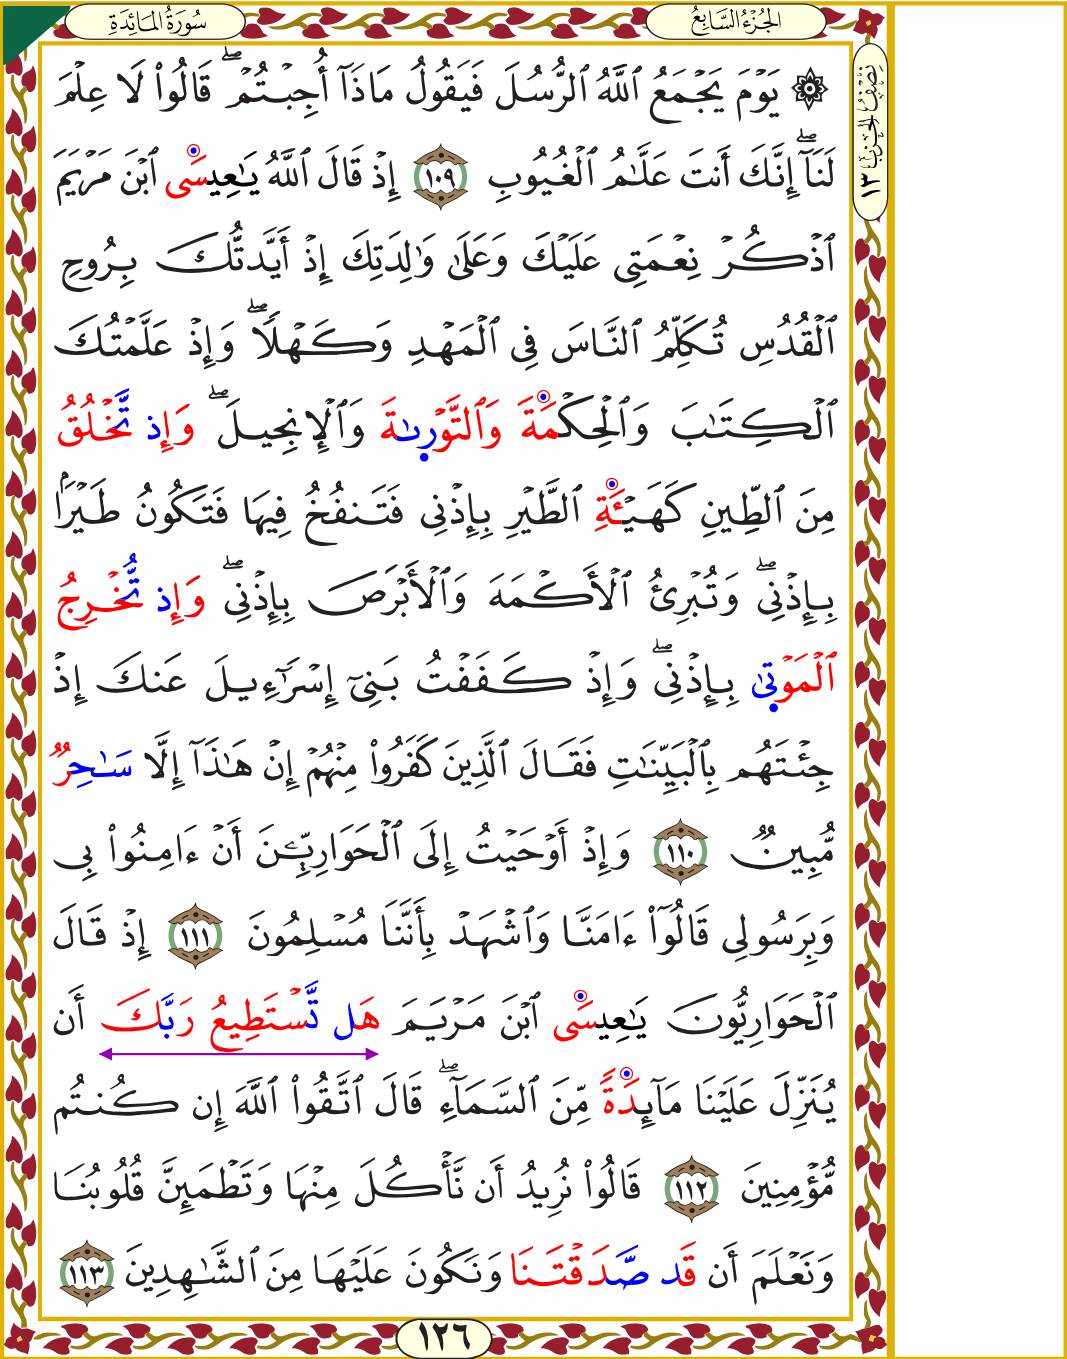 سُورَةُ المَائِدَةِ
الجُزْءُ السَّابِعُ
نِصْفُ الحِزْبِ ١٣
۞ يَوْمَ يَجْمَعُ ٱللَّهُ ٱلرُّسُلَ فَيَقُولُ مَاذَآ أُجِبْتُمْۖ قَالُوا۟ لَا عِلْمَ
لَنَآۖ إِنَّكَ أَنتَ عَلَّٰمُ ٱلْغُيُوبِ ١٠٩ إِذْ قَالَ ٱللَّهُ يَٰعِيسَى ٱبْنَ مَرْيَمَ
ٱذْكُرْ نِعْمَتِى عَلَيْكَ وَعَلَىٰ وَٰلِدَتِكَ إِذْ أَيَّدتُّكَ بِرُوحِ
ٱلْقُدُسِ تُكَلِّمُ ٱلنَّاسَ فِى ٱلْمَهْدِ وَكَهْلًاۖ وَإِذْ عَلَّمْتُكَ
ٱلْكِتَٰبَ وَٱلْحِكْمَةَ وَٱلتَّوْرىٰةَ وَٱلْإِنجِيلَۖ وَإِذ تَّخْلُقُ
مِنَ ٱلطِّينِ كَهَيْـَٔةِ ٱلطَّيْرِ بِإِذْنِى فَتَنفُخُ فِيهَا فَتَكُونُ طَيْرًۢا
بِإِذْنِىۖ وَتُبْرِئُ ٱلْأَكْمَهَ وَٱلْأَبْرَصَ بِإِذْنِىۖ وَإِذ تُّخْرِجُ
ٱلْمَوْتىٰ بِإِذْنِىۖ وَإِذْ كَفَفْتُ بَنِىٓ إِسْرَٰٓءِيلَ عَنكَ إِذْ
جِئْتَهُم بِٱلْبَيِّنَٰتِ فَقَالَ ٱلَّذِينَ كَفَرُوا۟ مِنْهُمْ إِنْ هَٰذَآ إِلَّا سَٰحِرٌ
مُّبِينٌ ١١٠ وَإِذْ أَوْحَيْتُ إِلَى ٱلْحَوَارِيِّـۧنَ أَنْ ءَامِنُوا۟ بِى
وَبِرَسُولِى قَالُوٓا۟ ءَامَنَّا وَٱشْهَدْ بِأَنَّنَا مُسْلِمُونَ ١١١ إِذْ قَالَ
ٱلْحَوَارِيُّونَ يَٰعِيسَى ٱبْنَ مَرْيَمَ هَل تَّسْتَطِيعُ رَبَّكَ أَن
يُنَزِّلَ عَلَيْنَا مَآئِدَةً مِّنَ ٱلسَّمَآءِۖ قَالَ ٱتَّقُوا۟ ٱللَّهَ إِن كُنتُم
مُّؤْمِنِينَ ١١٢ قَالُوا۟ نُرِيدُ أَن نَّأْكُلَ مِنْهَا وَتَطْمَئِنَّ قُلُوبُنَا
وَنَعْلَمَ أَن قَد صَّدَقْتَنَا وَنَكُونَ عَلَيْهَا مِنَ ٱلشَّٰهِدِينَ ١١٣
١٢٦